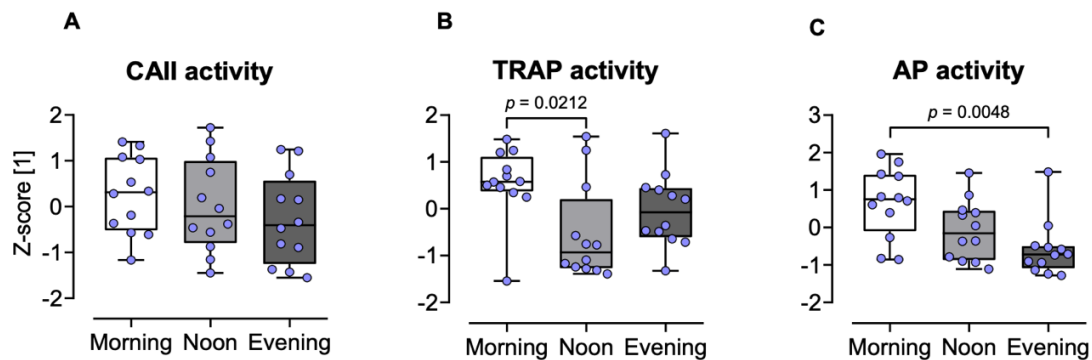 A
B
C
CAII activity
TRAP activity
AP activity
p = 0.0212
p = 0.0048
Z-score [1]
2
1
0
-1
-2
2
1
0
-1
-2
3
2
1
0
-1
-2
Morning Noon Evening
Morning Noon Evening
Morning Noon Evening